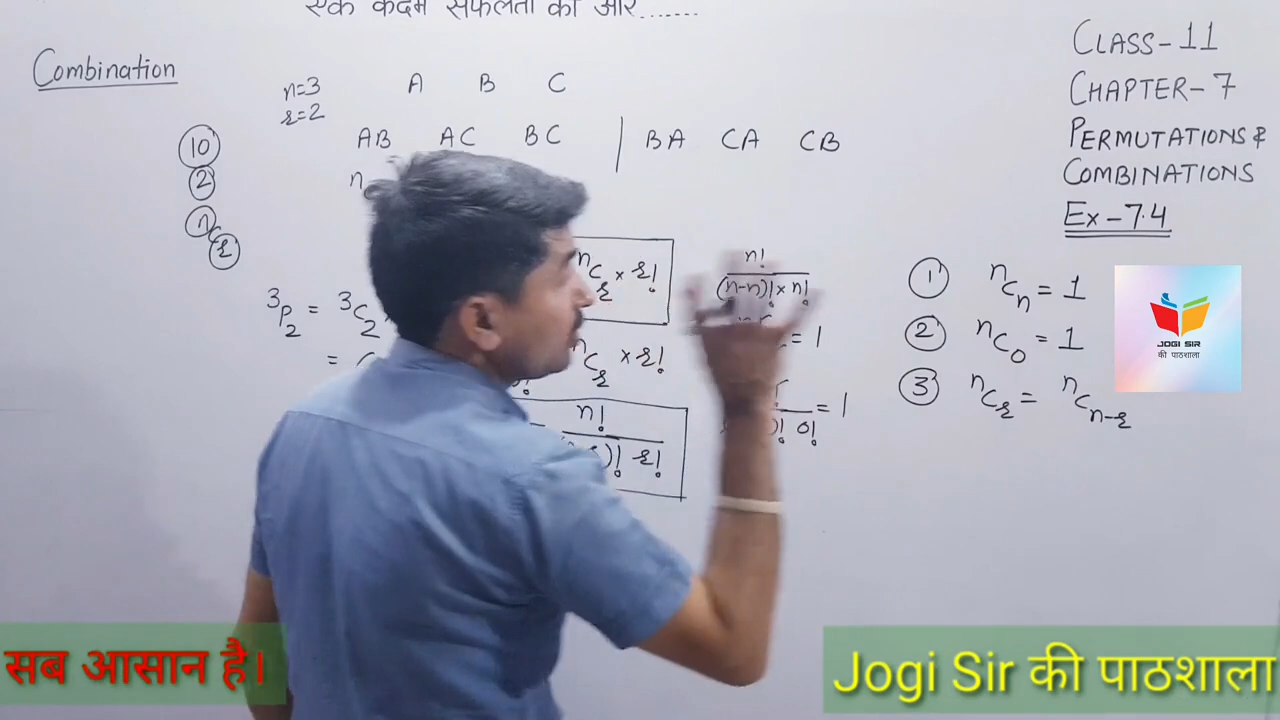 एक कदम सफलता की ओर.......
Combination
n=3 A B C
r=2
AB AC BC | BA CA CB
10
2
nCr
n
³P₂ = ³C₂
=
ⁿCᵣ × r!
ⁿCᵣ × r!
n!
)! r!
n!
(n-n)! × n!
= 1
)! 0! = 1
CLASS-11
CHAPTER-7
PERMUTATIONS &
COMBINATIONS
Ex-7.4
① ⁿCₙ = 1
② ⁿC₀ = 1
③ ⁿCᵣ = ⁿCₙ₋ᵣ
JOGI SIR
की पाठशाला
सब आसान है।
Jogi Sir की पाठशाला